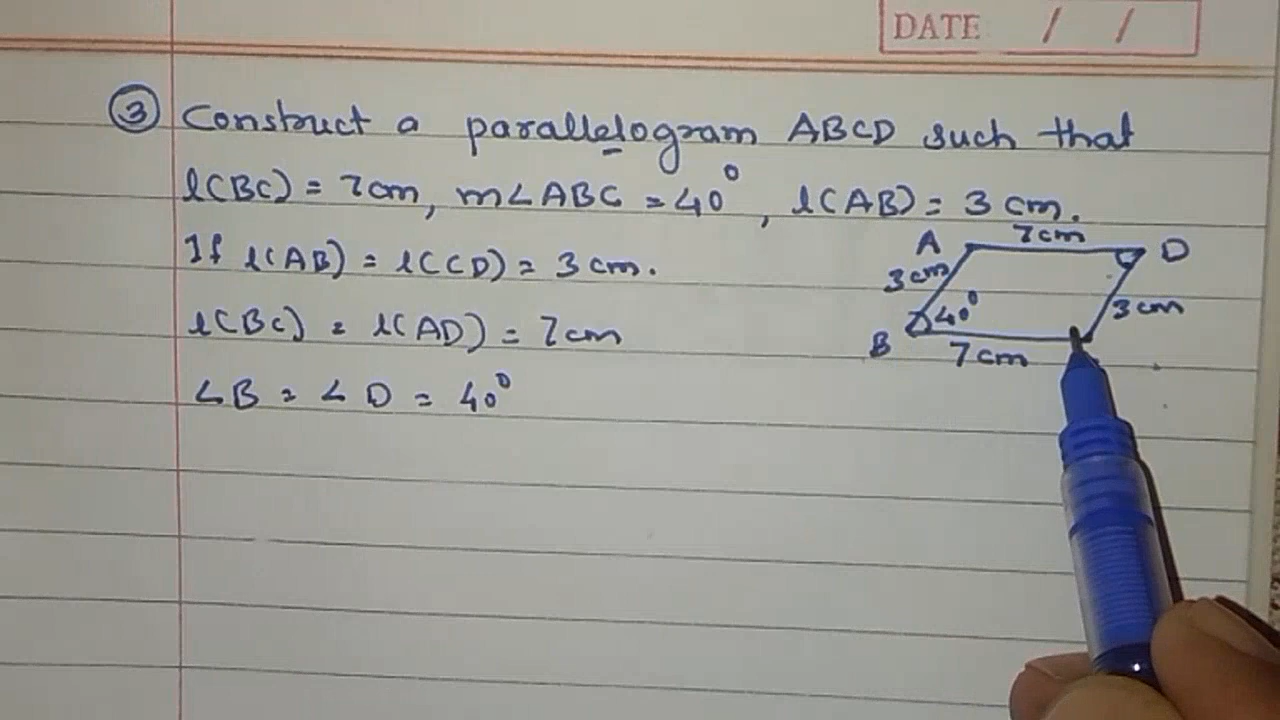 DATE / /
③ Construct a parallelogram ABCD such that
l(BC) = 7cm, m∠ABC = 40°, l(AB) = 3 cm.
If l(AB) = l(CD) = 3 cm.
l(BC) = l(AD) = 7cm
∠B = ∠D = 40°
A 7cm D
3cm
40° 3cm
B 7cm